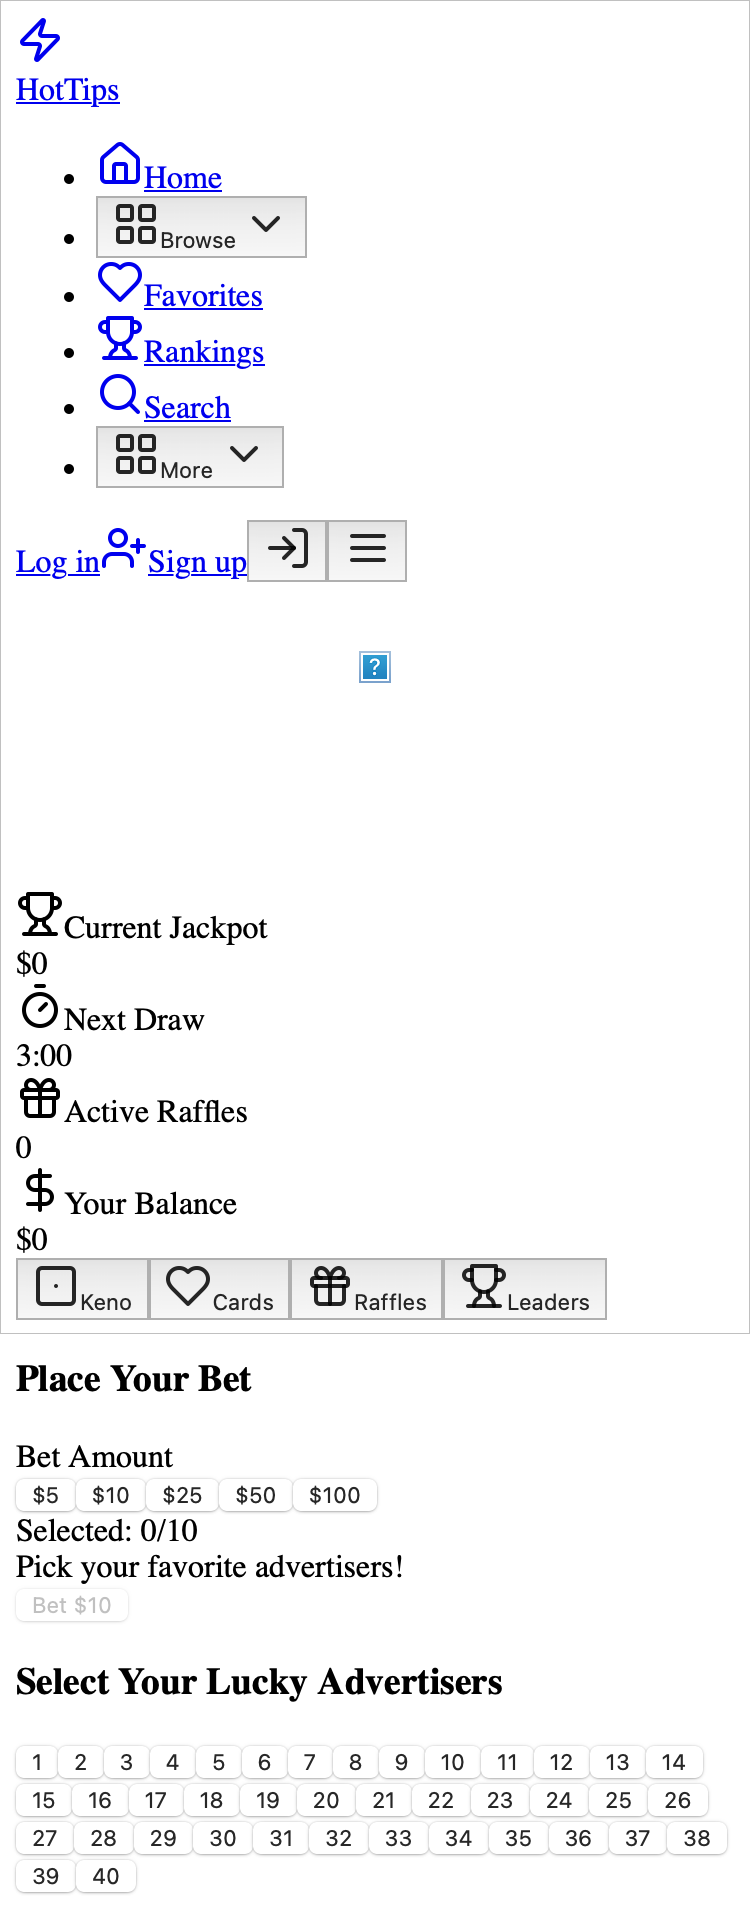 HotTips
Home
Browse
Favorites
Rankings
Search
More
Log in Sign up
?
Current Jackpot
$0
Next Draw
3:00
Active Raffles
0
Your Balance
$0
Keno Cards Raffles Leaders
Place Your Bet
Bet Amount
$5 $10 $25 $50 $100
Selected: 0/10
Pick your favorite advertisers!
Bet $10
Select Your Lucky Advertisers
1 2 3 4 5 6 7 8 9 10 11 12 13 14
15 16 17 18 19 20 21 22 23 24 25 26
27 28 29 30 31 32 33 34 35 36 37 38
39 40